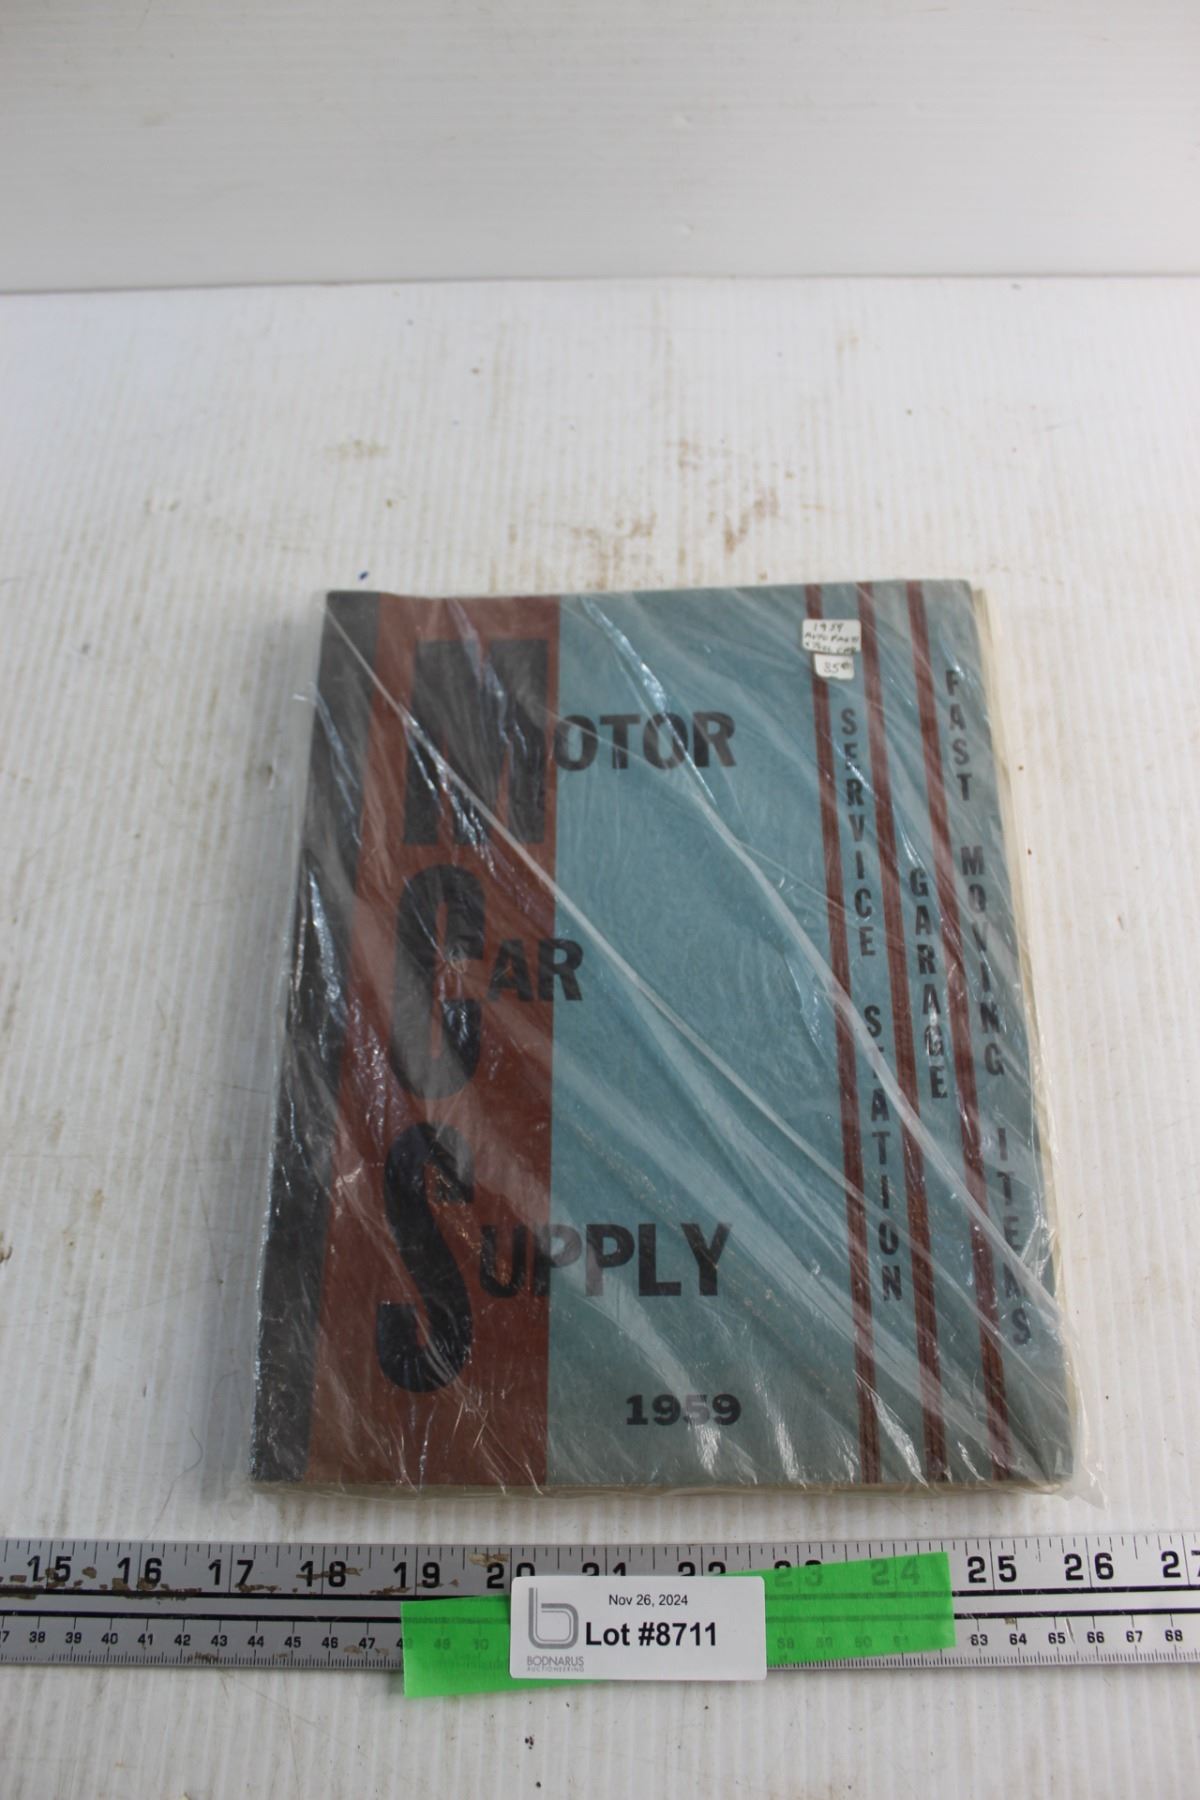 1959
35⁰⁰
MOTOR
CAR
SUPPLY
1959
SERVICE STATION
GARAGE
FAST MOVING ITEMS
15 16 17 18 19 20 21 22 23 24 25 26 27
37 38 39 40 41 42 43 44 45 46 47 48 49 50 58 59 60 61 63 64 65 66 67 68
Nov 26, 2024
Lot #8711
BODNARUS
AUCTIONEERING